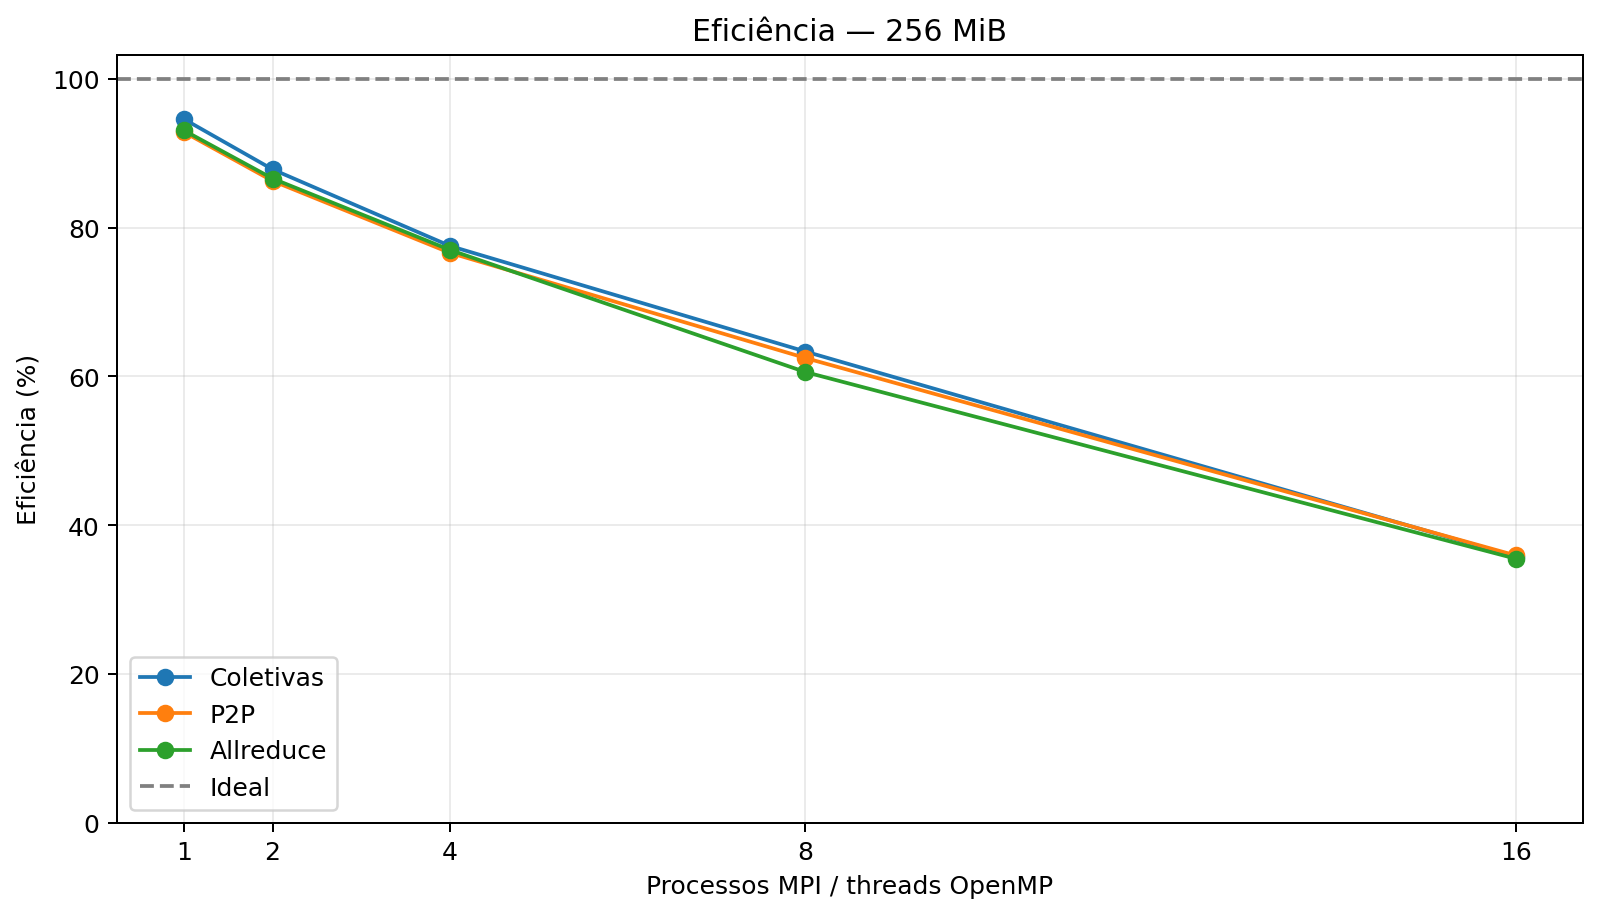 Eficiência — 256 MiB
Eficiência (%)
100
80
60
40
20
0
Coletivas
P2P
Allreduce
Ideal
1 2 4 8 16
Processos MPI / threads OpenMP